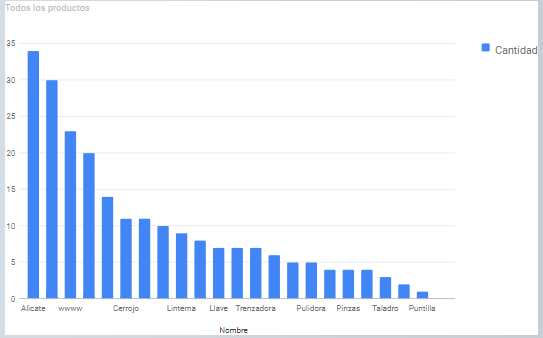 Todos los productos
35
Cantidad
30
25
20
15
10
5
0
Alicate wwww Cerrojo Linterna Llave Trenzadora Pulidora Pinzas Taladro Puntilla
Nombre